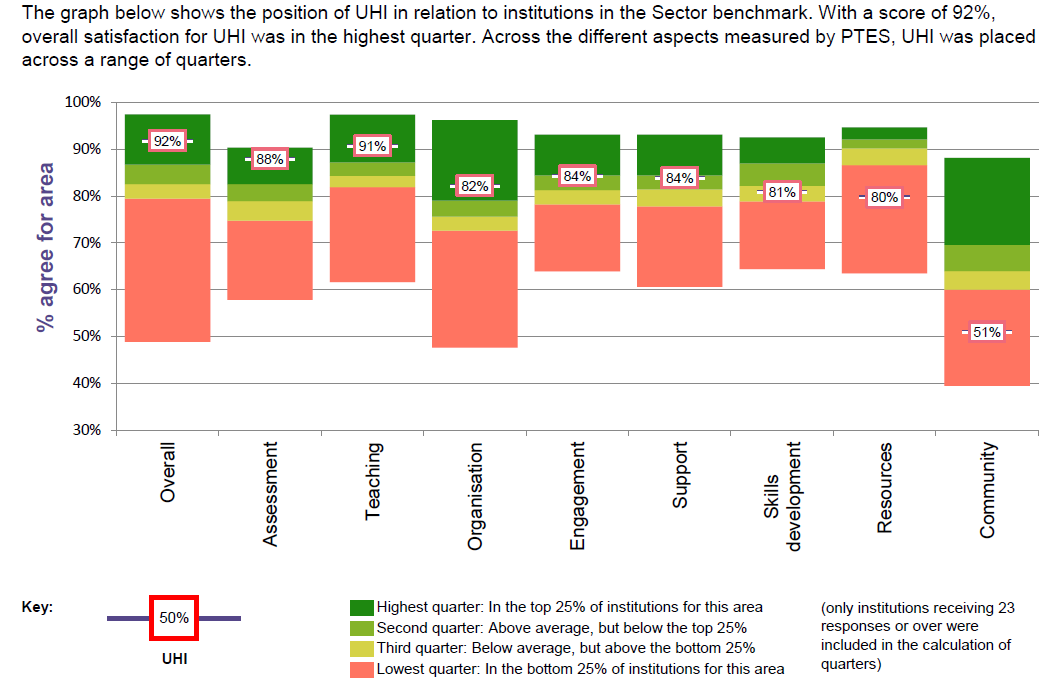 The graph below shows the position of UHI in relation to institutions in the Sector benchmark. With a score of 92%,
overall satisfaction for UHI was in the highest quarter. Across the different aspects measured by PTES, UHI was placed
across a range of quarters.
% agree for area
100%
90%
80%
70%
60%
50%
40%
30%
92%
88%
91%
82%
84%
84%
81%
80%
51%
Overall
Assessment
Teaching
Organisation
Engagement
Support
Skills
development
Resources
Community
Key:
50%
UHI
Highest quarter: In the top 25% of institutions for this area
Second quarter: Above average, but below the top 25%
Third quarter: Below average, but above the bottom 25%
Lowest quarter: In the bottom 25% of institutions for this area
(only institutions receiving 23
responses or over were
included in the calculation of
quarters)